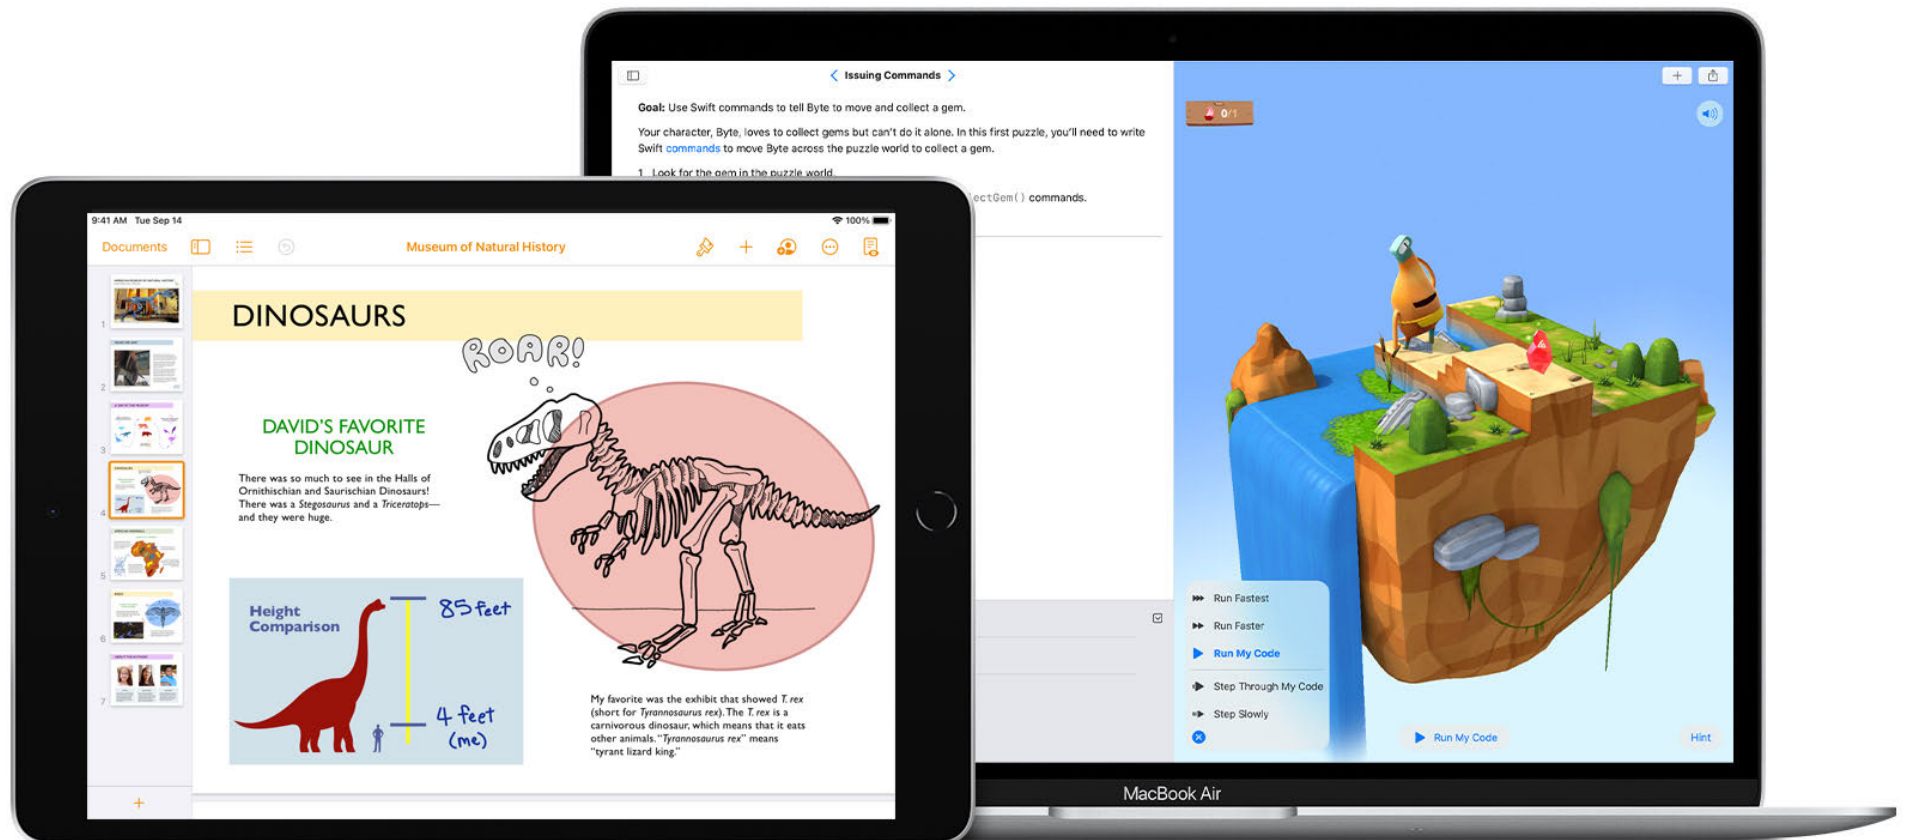 Issuing Commands
Goal: Use Swift commands to tell Byte to move and collect a gem.
Your character, Byte, loves to collect gems but can't do it alone. In this first puzzle, you'll need to write
Swift commands to move Byte across the puzzle world to collect a gem.
1 Look for the gem in the puzzle world.
ectGem() commands.
0/1
Run Fastest
Run Faster
Run My Code
Step Through My Code
Step Slowly
Run My Code
Hint
MacBook Air
9:41 AM Tue Sep 14
100%
Documents
Museum of Natural History
1
2
3
4
5
6
7
DINOSAURS
ROAR!
DAVID'S FAVORITE
DINOSAUR
There was so much to see in the Halls of
Ornithischian and Saurischian Dinosaurs!
There was a Stegosaurus and a Triceratops—
and they were huge.
Height
Comparison
85 feet
4 feet
(me)
My favorite was the exhibit that showed T. rex
(short for Tyrannosaurus rex). The T. rex is a
carnivorous dinosaur, which means that it eats
other animals. "Tyrannosaurus rex" means
"tyrant lizard king."